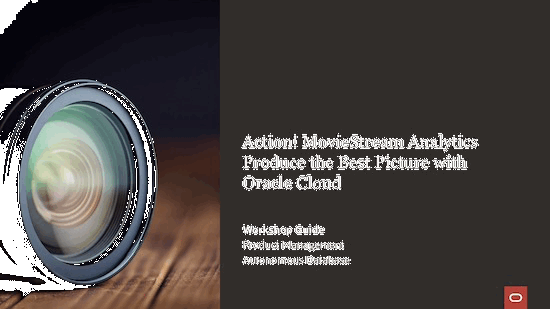 Action! MovieStream Analytics
Produce the Best Picture with
Oracle Cloud
Workshop Guide
Product Management
Autonomous Database